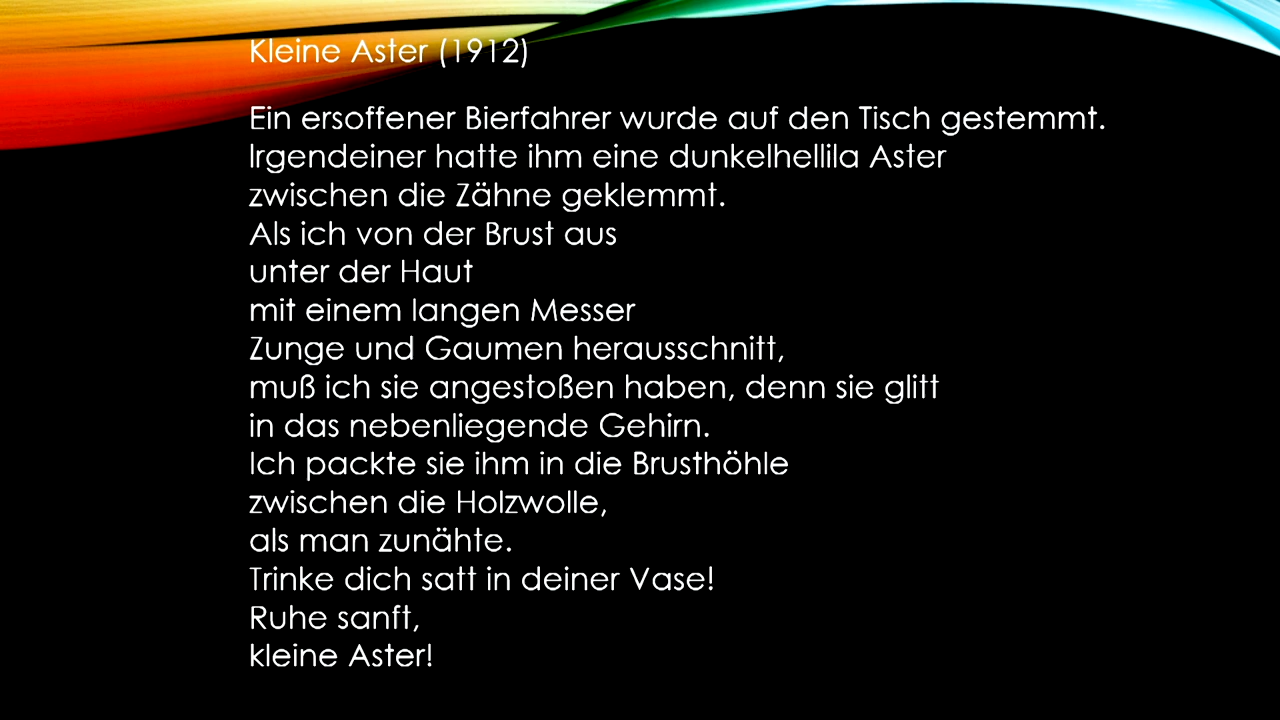 Kleine Aster (1912)
Ein ersoffener Bierfahrer wurde auf den Tisch gestemmt.
Irgendeiner hatte ihm eine dunkelhellila Aster
zwischen die Zähne geklemmt.
Als ich von der Brust aus
unter der Haut
mit einem langen Messer
Zunge und Gaumen herausschnitt,
muß ich sie angestoßen haben, denn sie glitt
in das nebenliegende Gehirn.
Ich packte sie ihm in die Brusthöhle
zwischen die Holzwolle,
als man zunähte.
Trinke dich satt in deiner Vase!
Ruhe sanft,
kleine Aster!